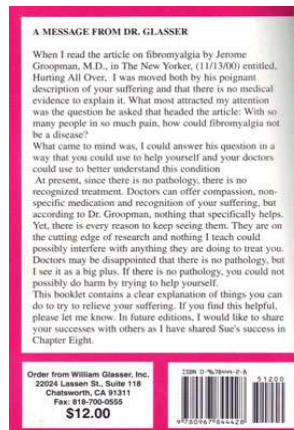 A MESSAGE FROM DR. GLASSER
When I read the article on fibromyalgia by Jerome
Groopman, M.D., in The New Yorker, (11/13/00) entitled,
Hurting All Over, I was moved both by his poignant
description of your suffering and that there is no medical
evidence to explain it. What most attracted my attention
was the question he asked that headed the article: With so
many people in so much pain, how could fibromyalgia not
be a disease?
What came to mind was, I could answer his question in a
way that you could use to help yourself and your doctors
could use to better understand this condition
At present, since there is no pathology, there is no
recognized treatment. Doctors can offer compassion, non-
specific medication and recognition of your suffering, but
according to Dr. Groopman, nothing that specifically helps.
Yet, there is every reason to keep seeing them. They are on
the cutting edge of research and nothing I teach could
possibly interfere with anything they are doing to treat you.
Doctors may be disappointed that there is no pathology, but
I see it as a big plus. If there is no pathology, you could not
possibly do harm by trying to help yourself.
This booklet contains a clear explanation of things you can
do to try to relieve your suffering. If you find this helpful,
please let me know. In future editions, I would like to share
your successes with others as I have shared Sue's success in
Chapter Eight.
Order from William Glasser, Inc.
22024 Lassen St., Suite 118
Chatsworth, CA 91311
Fax: 818-700-0555
$12.00
ISBN 0-9678444-2-8
51200
9 780967 844428